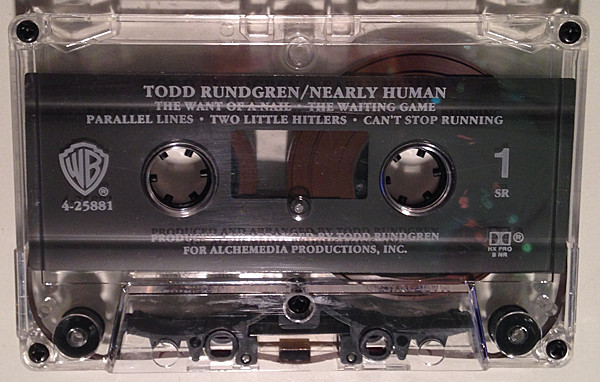 TODD RUNDGREN/NEARLY HUMAN
THE WANT OF A NAIL • THE WAITING GAME
PARALLEL LINES • TWO LITTLE HITLERS • CAN'T STOP RUNNING
WB
®
4-25881
1
SR
PRODUCED AND ARRANGED BY TODD RUNDGREN
FOR ALCHEMEDIA PRODUCTIONS, INC.
®
HX PRO
B NR